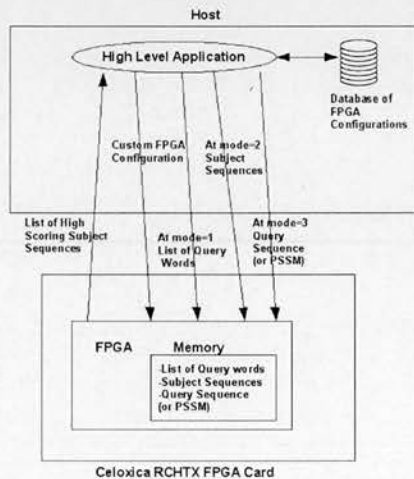 Host
High Level Application
Database of
FPGA
Configurations
Custom FPGA
Configuration
At mode=2
Subject
Sequences
List of High
Scoring Subject
Sequences
At mode=1
List of Query
Words
At mode=3
Query
Sequence
(or PSSM)
FPGA
Memory
-List of Query words
-Subject Sequences
-Query Sequence
(or PSSM)
Celoxica RCHTX FPGA Card